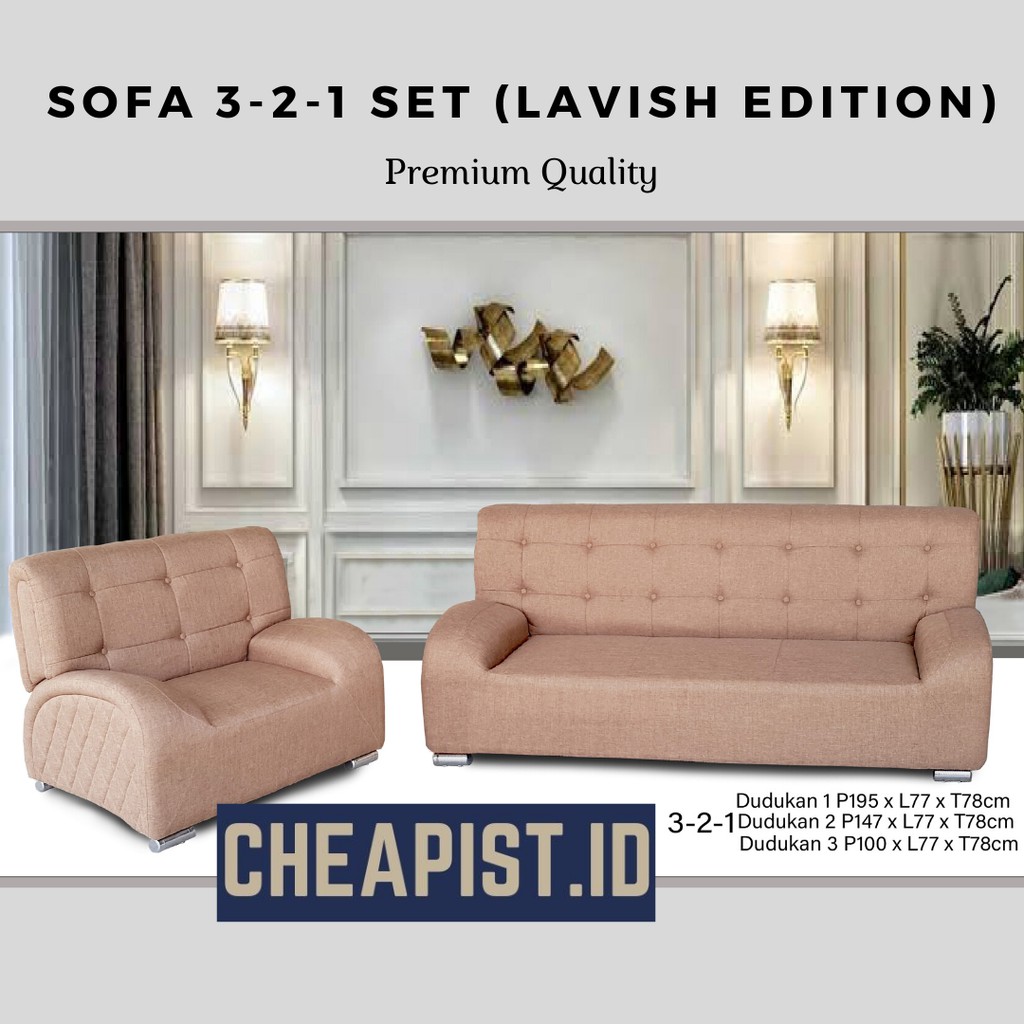 SOFA 3-2-1 SET (LAVISH EDITION)
Premium Quality
3-2-1
Dudukan 1 P195 x L77 x T78cm
Dudukan 2 P147 x L77 x T78cm
Dudukan 3 P100 x L77 x T78cm
CHEAPIST.ID